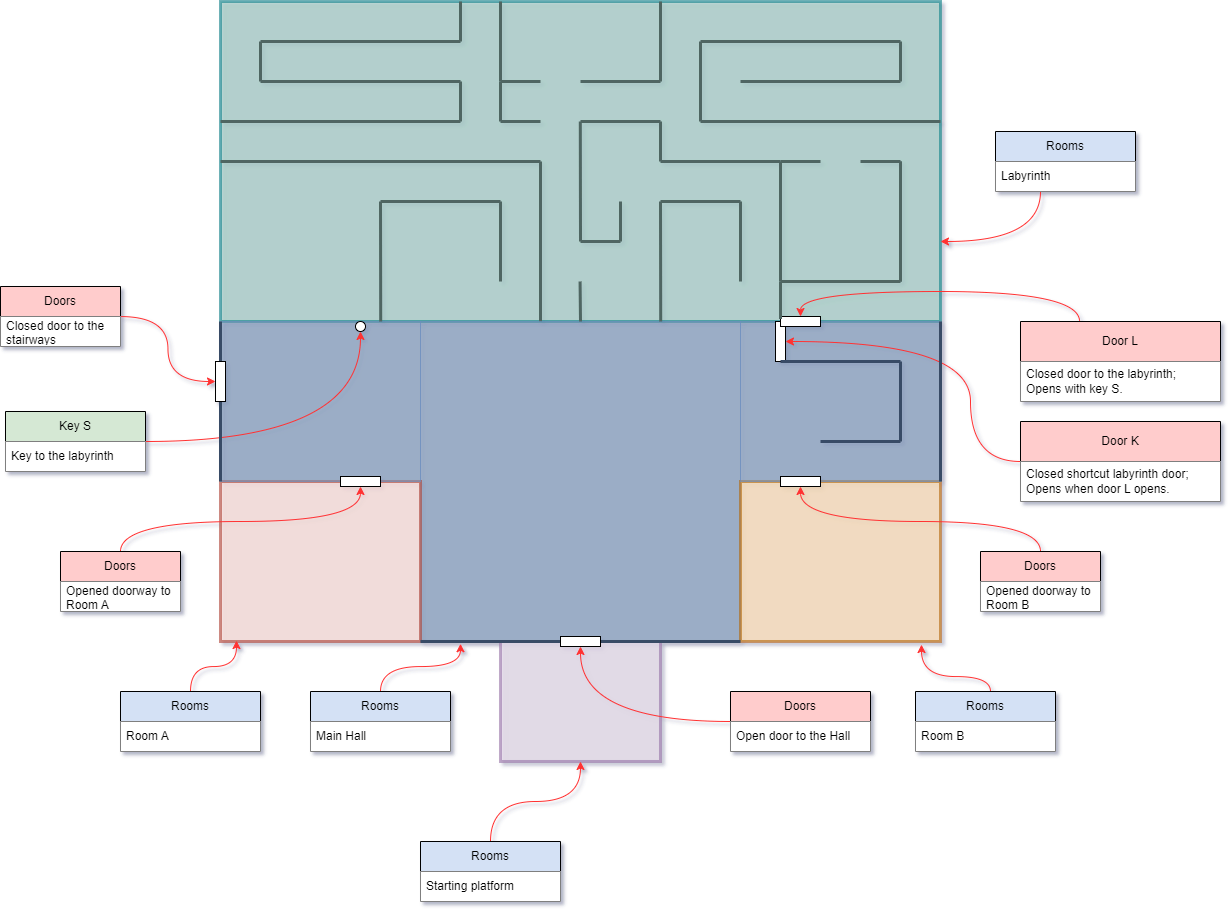 Rooms
Labyrinth
Doors
Closed door to the
stairways
Door L
Closed door to the labyrinth;
Opens with key S.
Key S
Key to the labyrinth
Door K
Closed shortcut labyrinth door;
Opens when door L opens.
Doors
Opened doorway to
Room A
Doors
Opened doorway to
Room B
Rooms
Room A
Rooms
Main Hall
Doors
Open door to the Hall
Rooms
Room B
Rooms
Starting platform